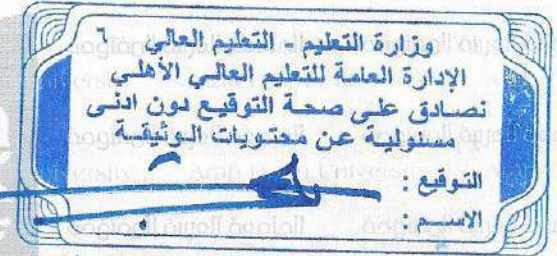 وزارة التعليم - التعليم العالي ٦
الإدارة العامة للتعليم العالي الأهلي
نصادق على صحة التوقيع دون ادنى
مسئولية عن محتويات الوثيقة
التوقيع :
الاسم :